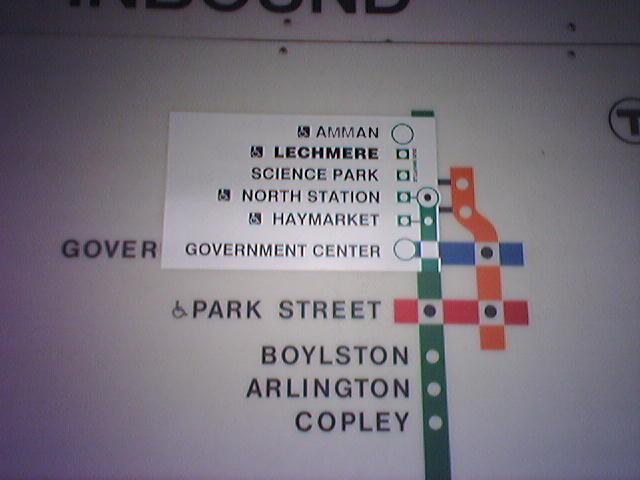 INBOUND
AMMAN
LECHMERE
SCIENCE PARK
NORTH STATION
HAYMARKET
GOVER GOVERNMENT CENTER
PARK STREET
BOYLSTON
ARLINGTON
COPLEY
T